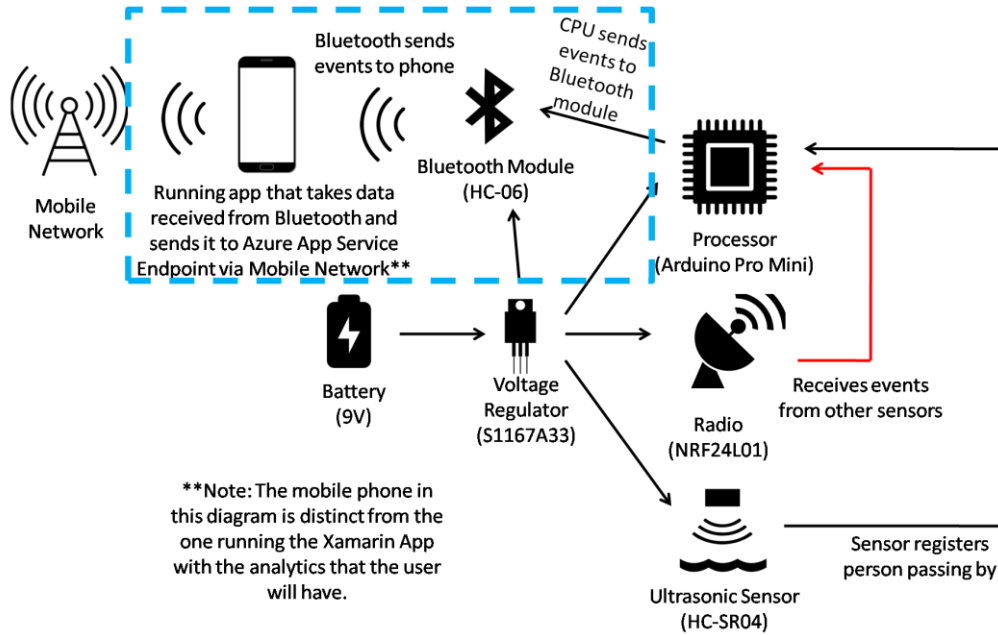 Bluetooth sends
events to phone
CPU sends
events to
Bluetooth
module
Mobile
Network
Running app that takes data
received from Bluetooth and
sends it to Azure App Service
Endpoint via Mobile Network**
Bluetooth Module
(HC-06)
Processor
(Arduino Pro Mini)
Battery
(9V)
Voltage
Regulator
(S1167A33)
Radio
(NRF24L01)
Receives events
from other sensors
**Note: The mobile phone in
this diagram is distinct from the
one running the Xamarin App
with the analytics that the user
will have.
Ultrasonic Sensor
(HC-SR04)
Sensor registers
person passing by